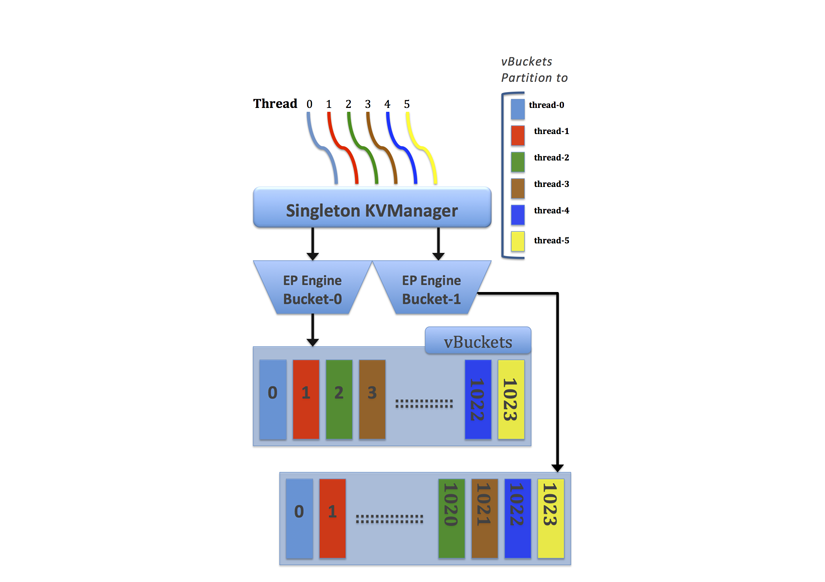 vBuckets
Partition to
Thread 0 1 2 3 4 5
thread-0
thread-1
thread-2
thread-3
thread-4
thread-5
Singleton KVManager
EP Engine
Bucket-0
EP Engine
Bucket-1
vBuckets
0 1 2 3 1022 1023
0 1 1020 1021 1022 1023